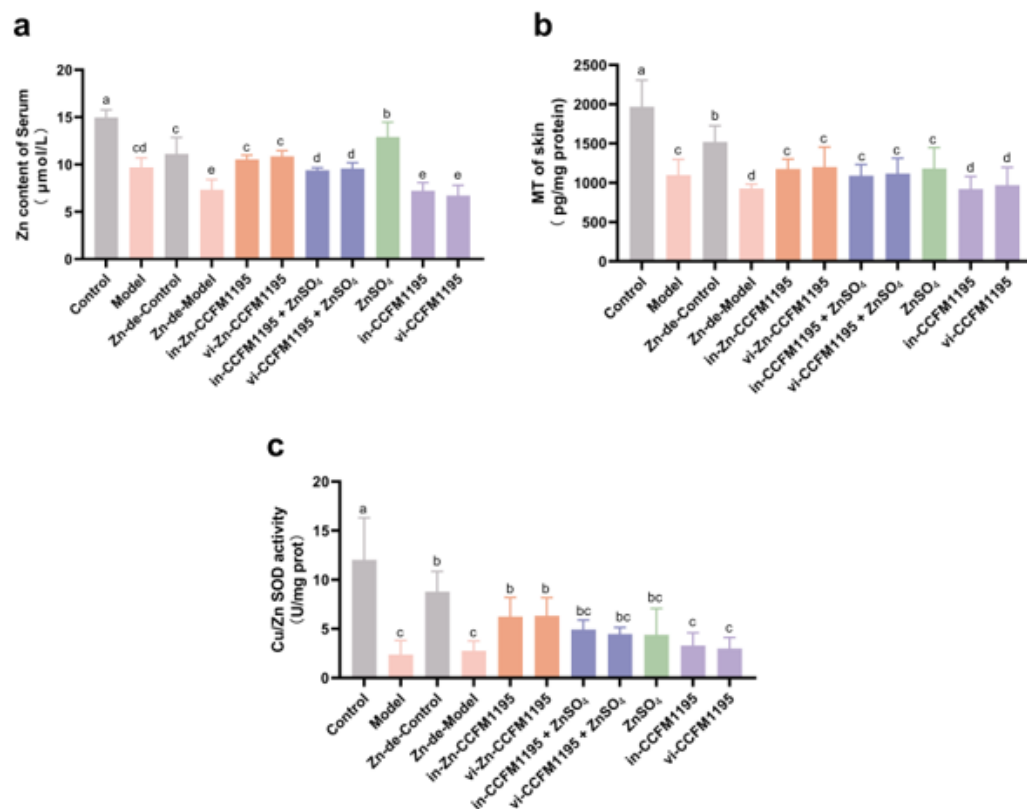 a
Zn content of Serum
( μmol/L)
20
15
10
5
0
a
cd
c
e
c
c
d
d
b
e
e
Control
Model
Zn-de-Control
Zn-de-Model
in-Zn-CCFM1195
vi-Zn-CCFM1195
in-CCFM1195 + ZnSO₄
vi-CCFM1195 + ZnSO₄
ZnSO₄
in-CCFM1195
vi-CCFM1195
b
MT of skin
( pg/mg protein)
2500
2000
1500
1000
500
0
a
c
b
d
c
c
c
c
c
d
d
Control
Model
Zn-de-Control
Zn-de-Model
in-Zn-CCFM1195
vi-Zn-CCFM1195
in-CCFM1195 + ZnSO₄
vi-CCFM1195 + ZnSO₄
ZnSO₄
in-CCFM1195
vi-CCFM1195
c
Cu/Zn SOD activity
(U/mg prot)
20
15
10
5
0
a
c
b
c
b
b
bc
bc
bc
c
c
Control
Model
Zn-de-Control
Zn-de-Model
in-Zn-CCFM1195
vi-Zn-CCFM1195
in-CCFM1195 + ZnSO₄
vi-CCFM1195 + ZnSO₄
ZnSO₄
in-CCFM1195
vi-CCFM1195